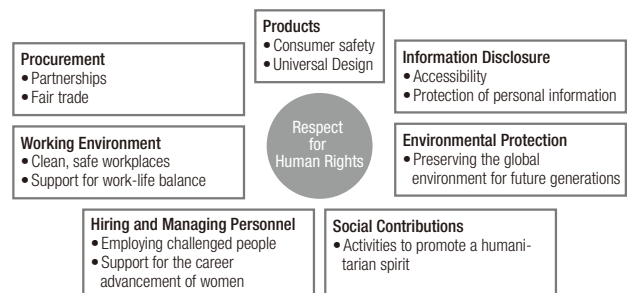 Products
• Consumer safety
• Universal Design
Procurement
• Partnerships
• Fair trade
Information Disclosure
• Accessibility
• Protection of personal information
Respect
for
Human Rights
Working Environment
• Clean, safe workplaces
• Support for work-life balance
Environmental Protection
• Preserving the global
environment for future generations
Hiring and Managing Personnel
• Employing challenged people
• Support for the career
advancement of women
Social Contributions
• Activities to promote a humani-
tarian spirit